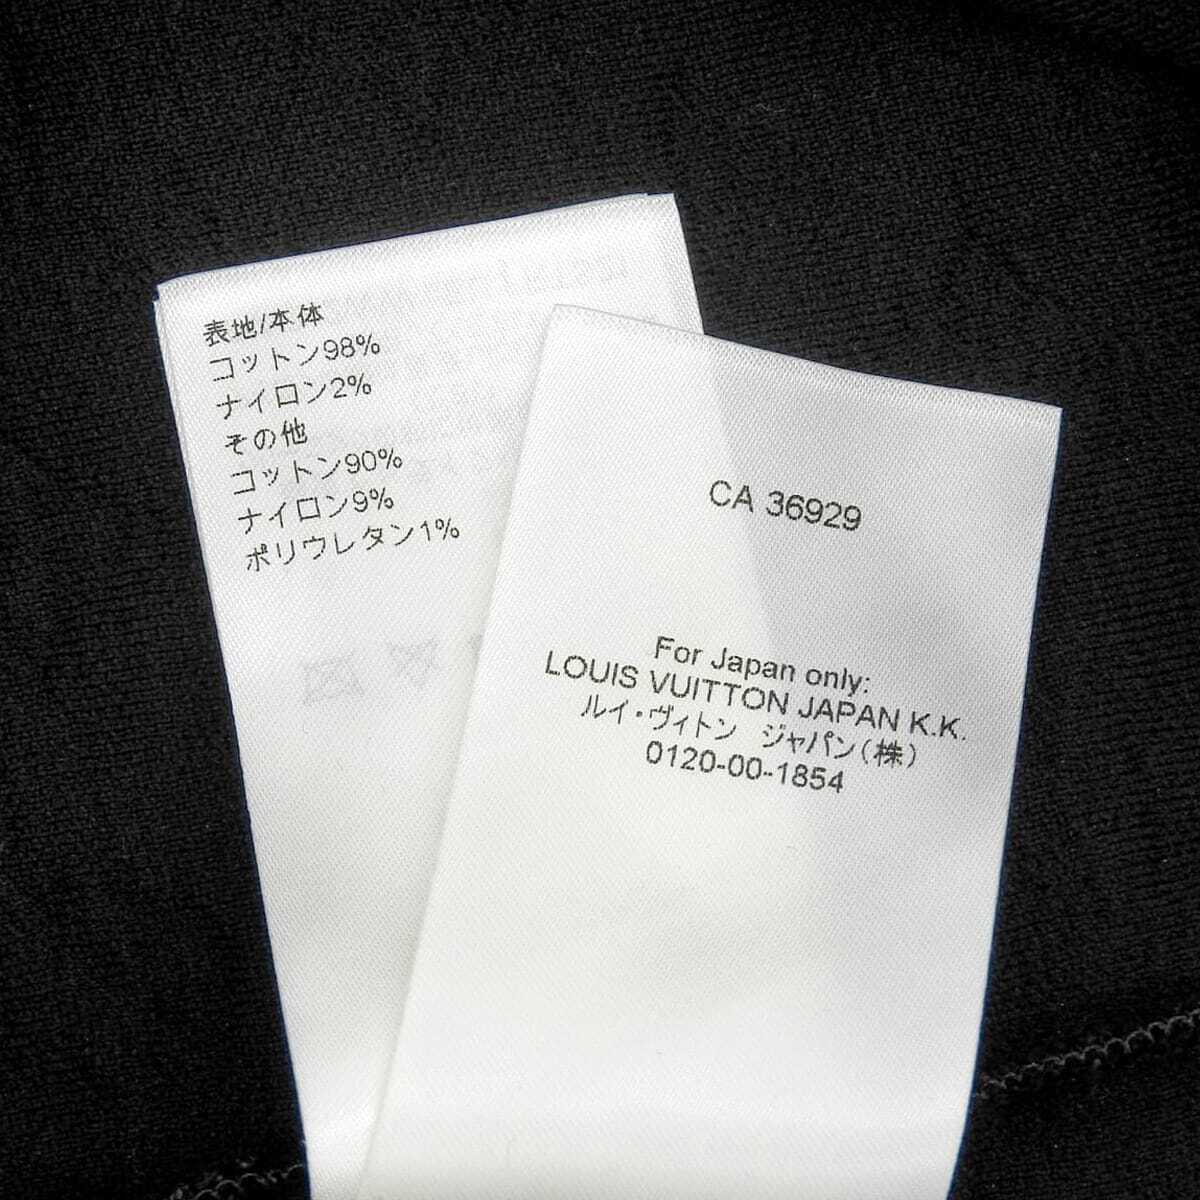 表地/本体
コットン98%
ナイロン2%
その他
コットン90%
ナイロン9%
ポリウレタン1%
CA 36929
For Japan only:
LOUIS VUITTON JAPAN K.K.
ルイ・ヴィトン ジャパン(株)
0120-00-1854